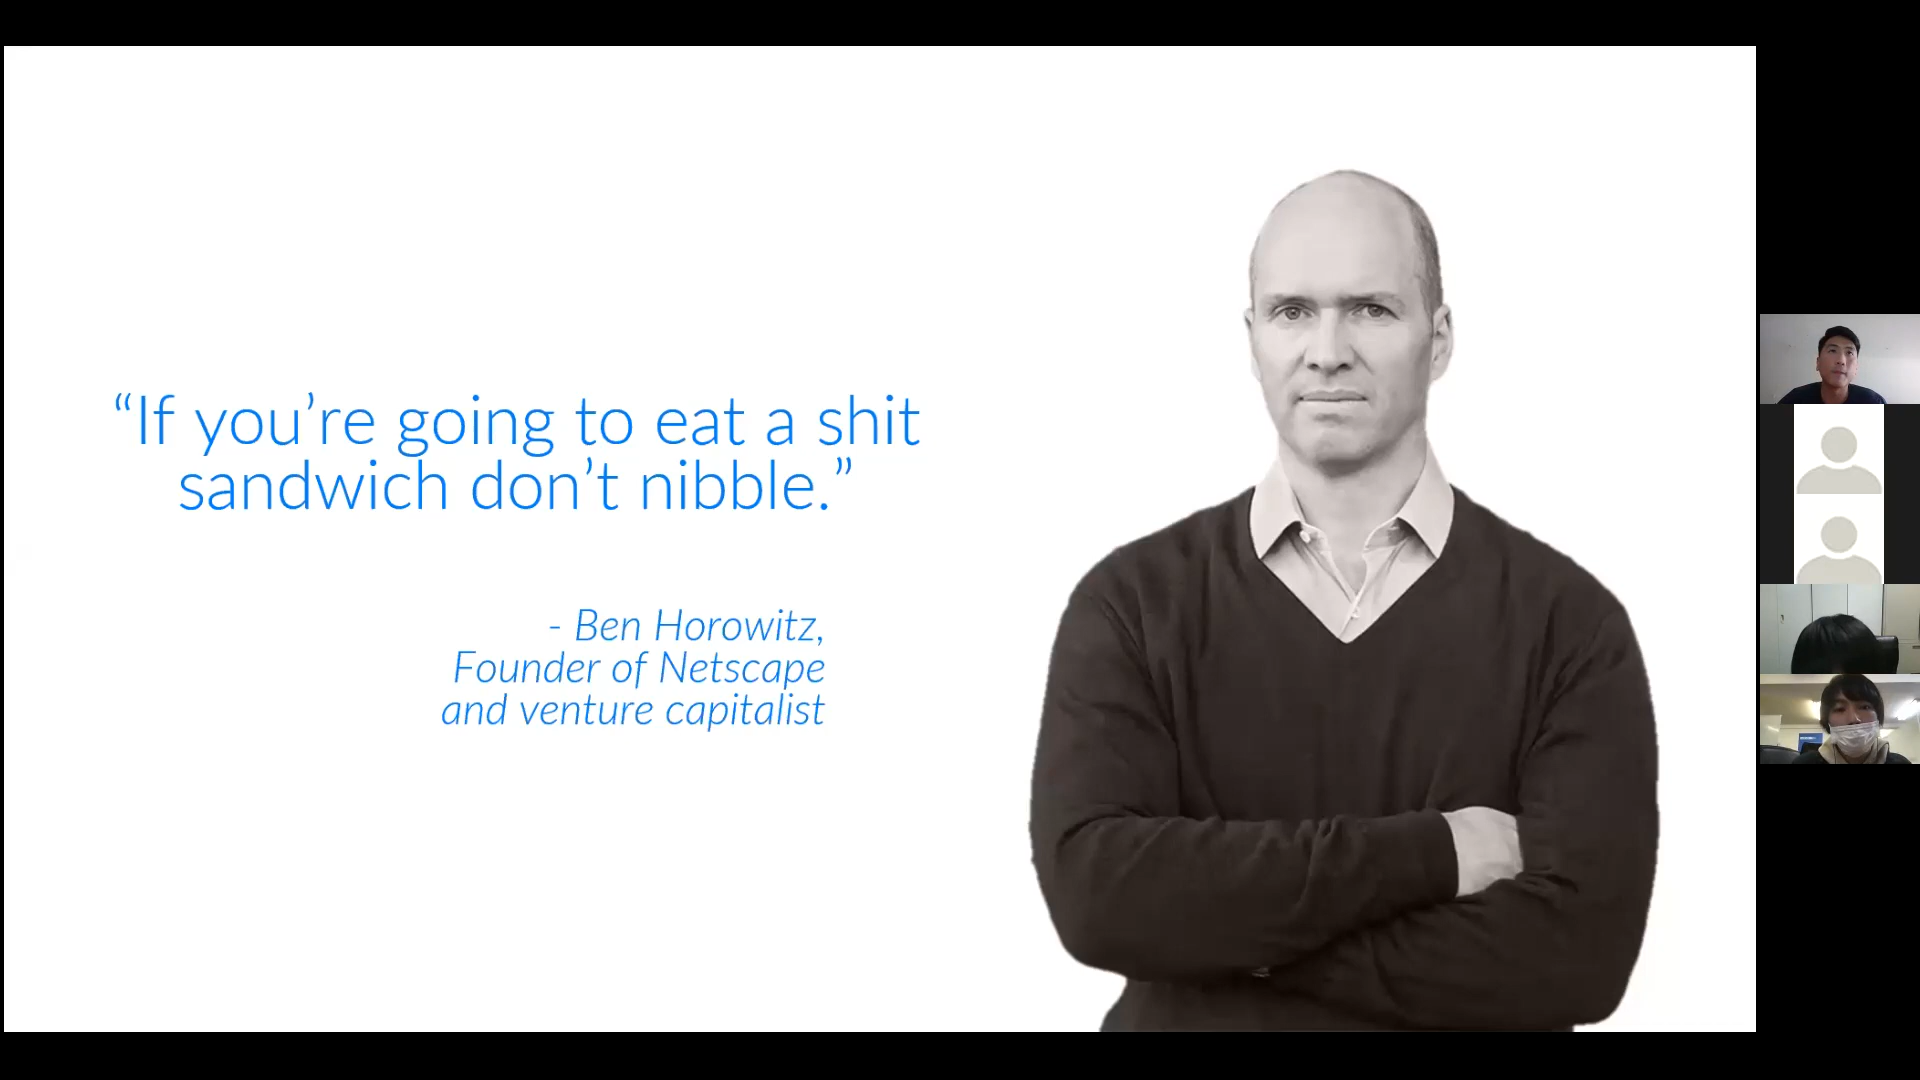 “If you’re going to eat a shit
sandwich don’t nibble.”
- Ben Horowitz,
Founder of Netscape
and venture capitalist